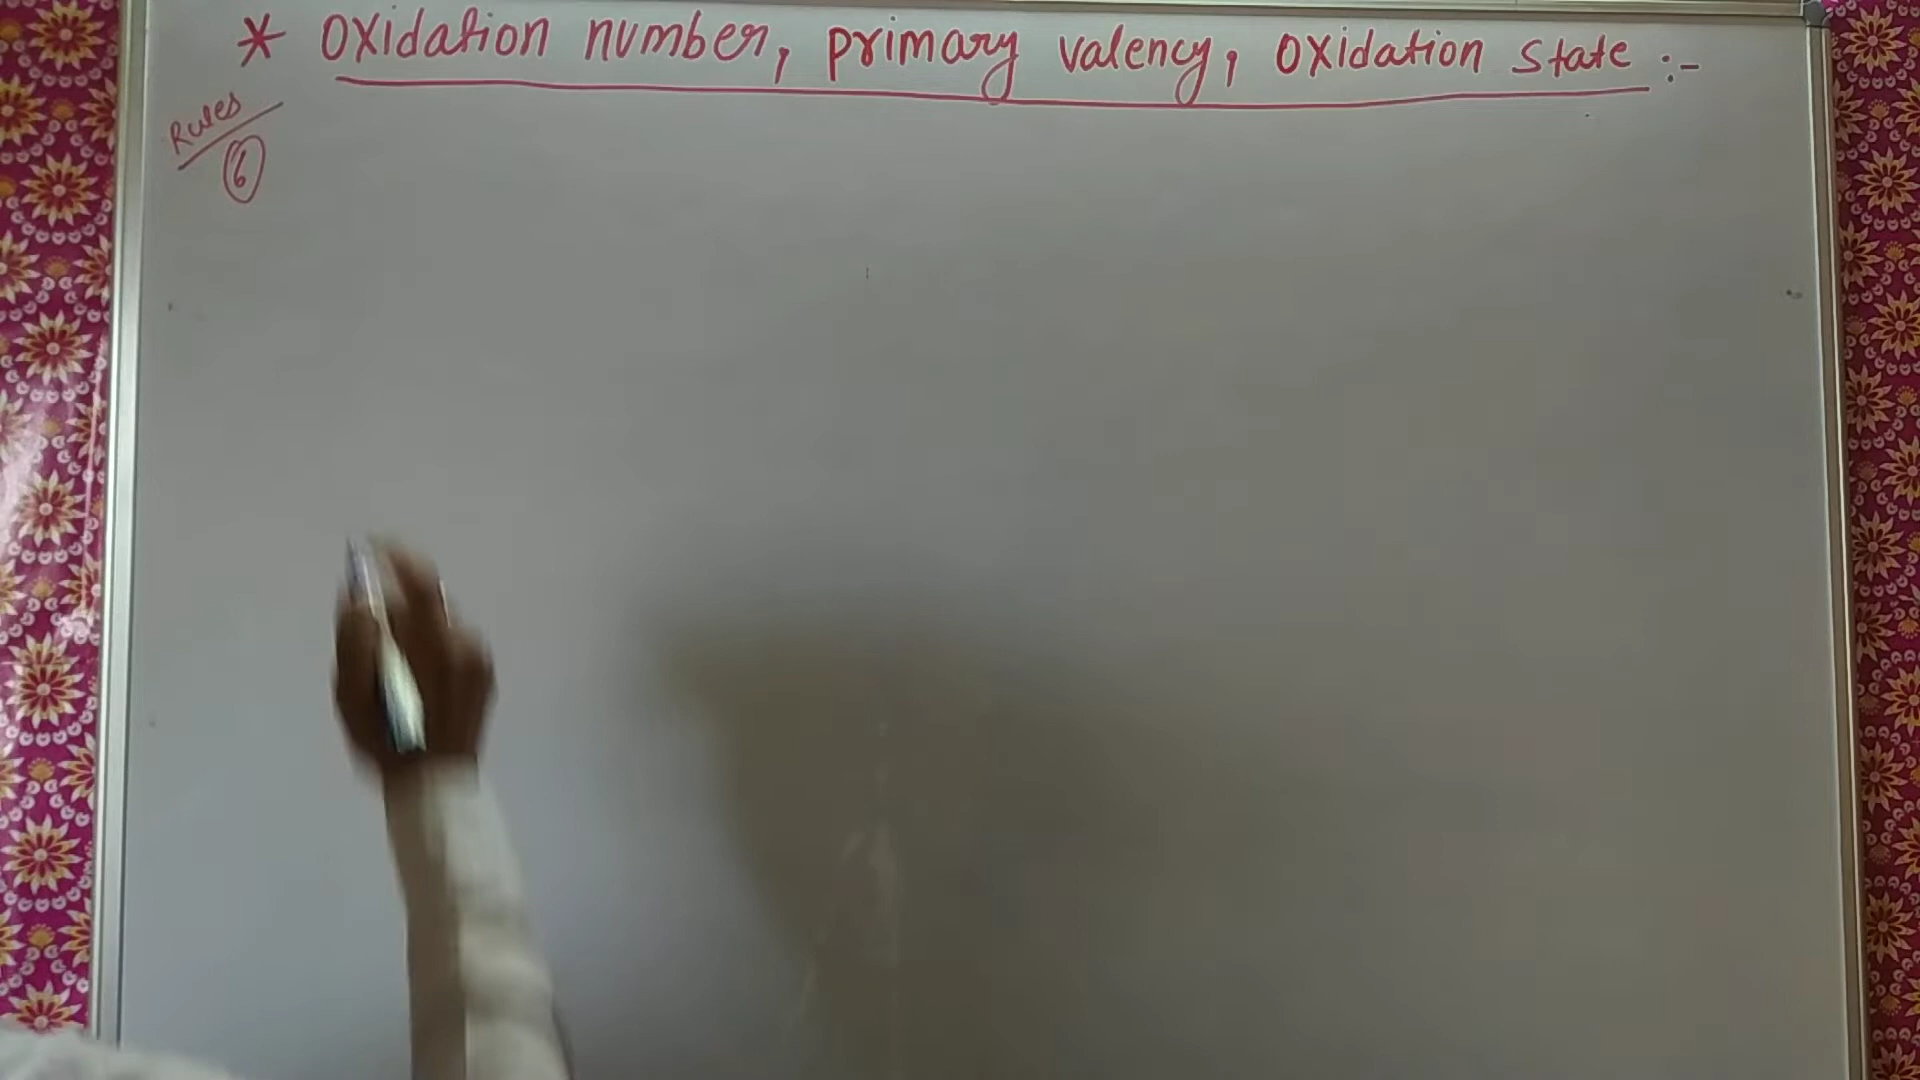 * Oxidation number, primary valency, oxidation state :-
Rules
6